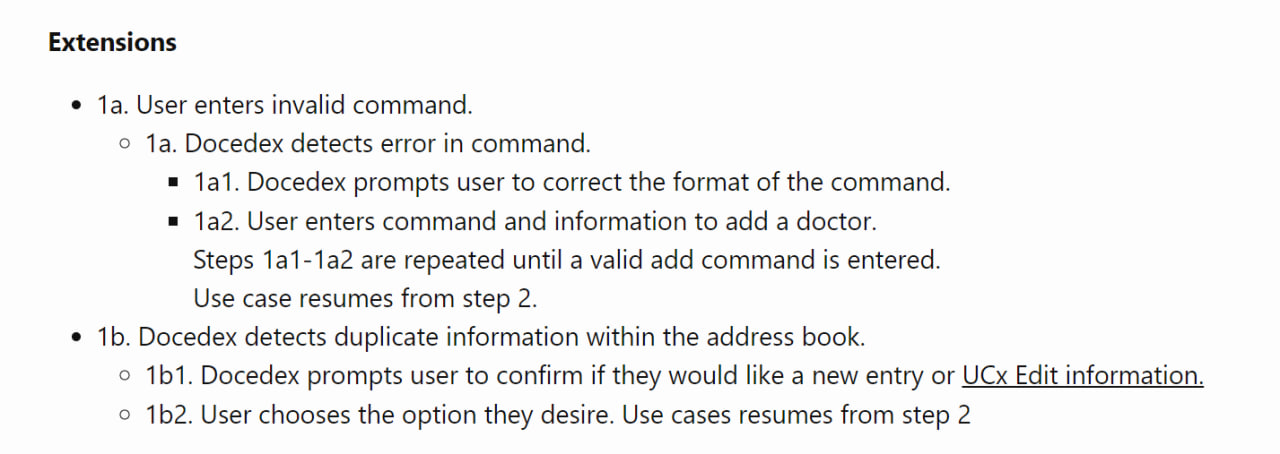 Extensions
1a. User enters invalid command.
1a. Docedex detects error in command.
1a1. Docedex prompts user to correct the format of the command.
1a2. User enters command and information to add a doctor.
Steps 1a1-1a2 are repeated until a valid add command is entered.
Use case resumes from step 2.
1b. Docedex detects duplicate information within the address book.
1b1. Docedex prompts user to confirm if they would like a new entry or UCx Edit information.
1b2. User chooses the option they desire. Use cases resumes from step 2